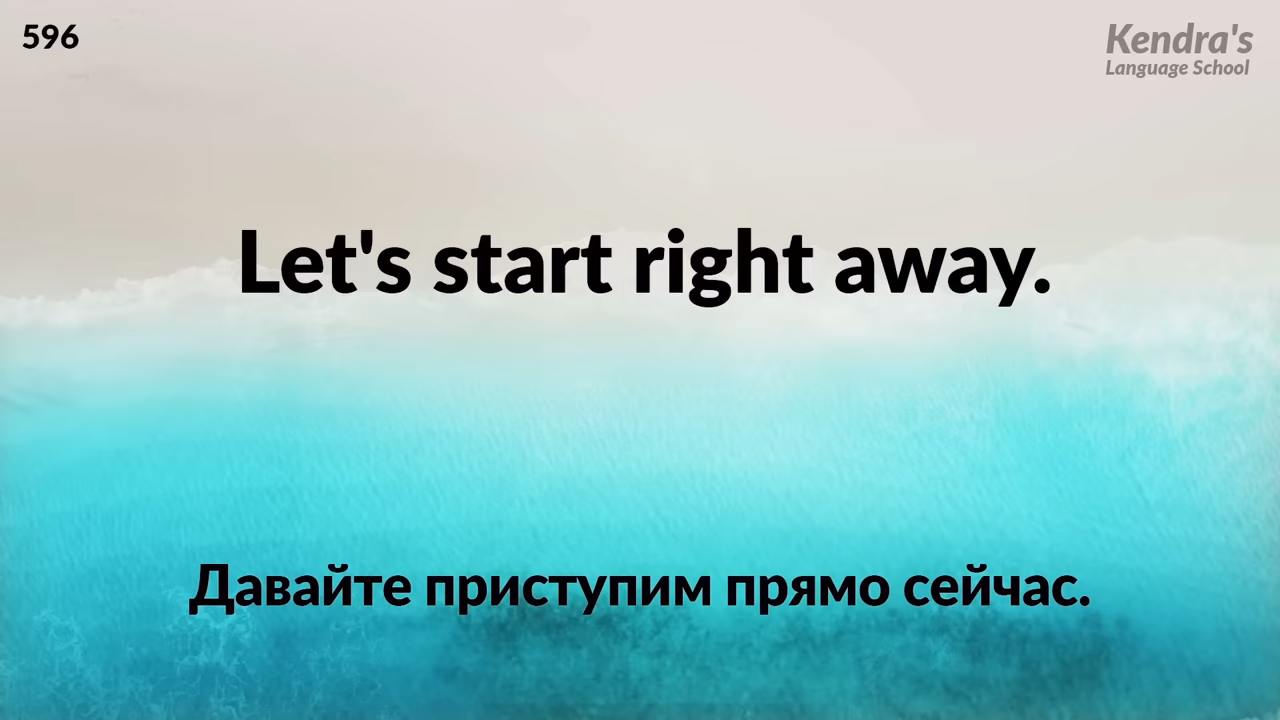 596
Kendra's
Language School
Let's start right away.
Давайте приступим прямо сейчас.